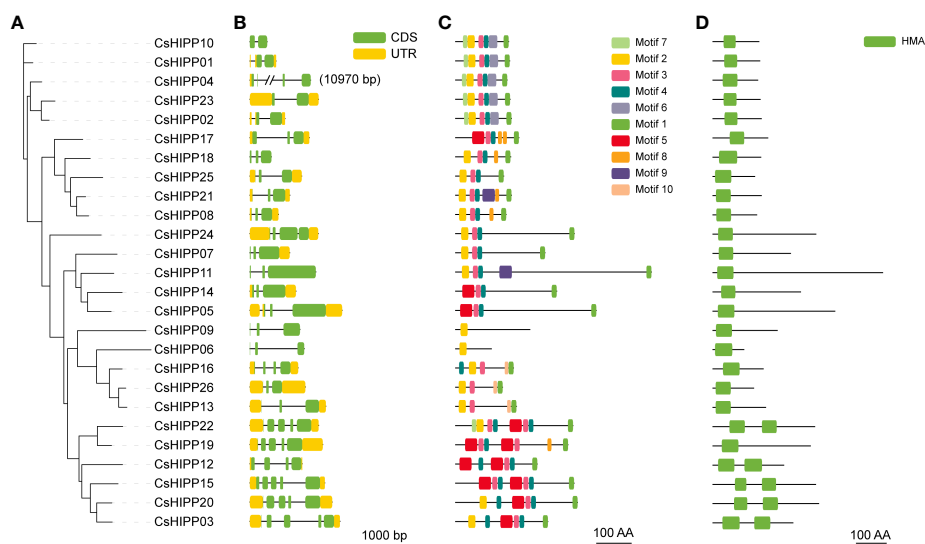 A
B
C
D
CsHIPP10
CsHIPP01
CsHIPP04
CsHIPP23
CsHIPP02
CsHIPP17
CsHIPP18
CsHIPP25
CsHIPP21
CsHIPP08
CsHIPP24
CsHIPP07
CsHIPP11
CsHIPP14
CsHIPP05
CsHIPP09
CsHIPP06
CsHIPP16
CsHIPP26
CsHIPP13
CsHIPP22
CsHIPP19
CsHIPP12
CsHIPP15
CsHIPP20
CsHIPP03
CDS
UTR
(10970 bp)
1000 bp
Motif 7
Motif 2
Motif 3
Motif 4
Motif 6
Motif 1
Motif 5
Motif 8
Motif 9
Motif 10
100 AA
HMA
100 AA